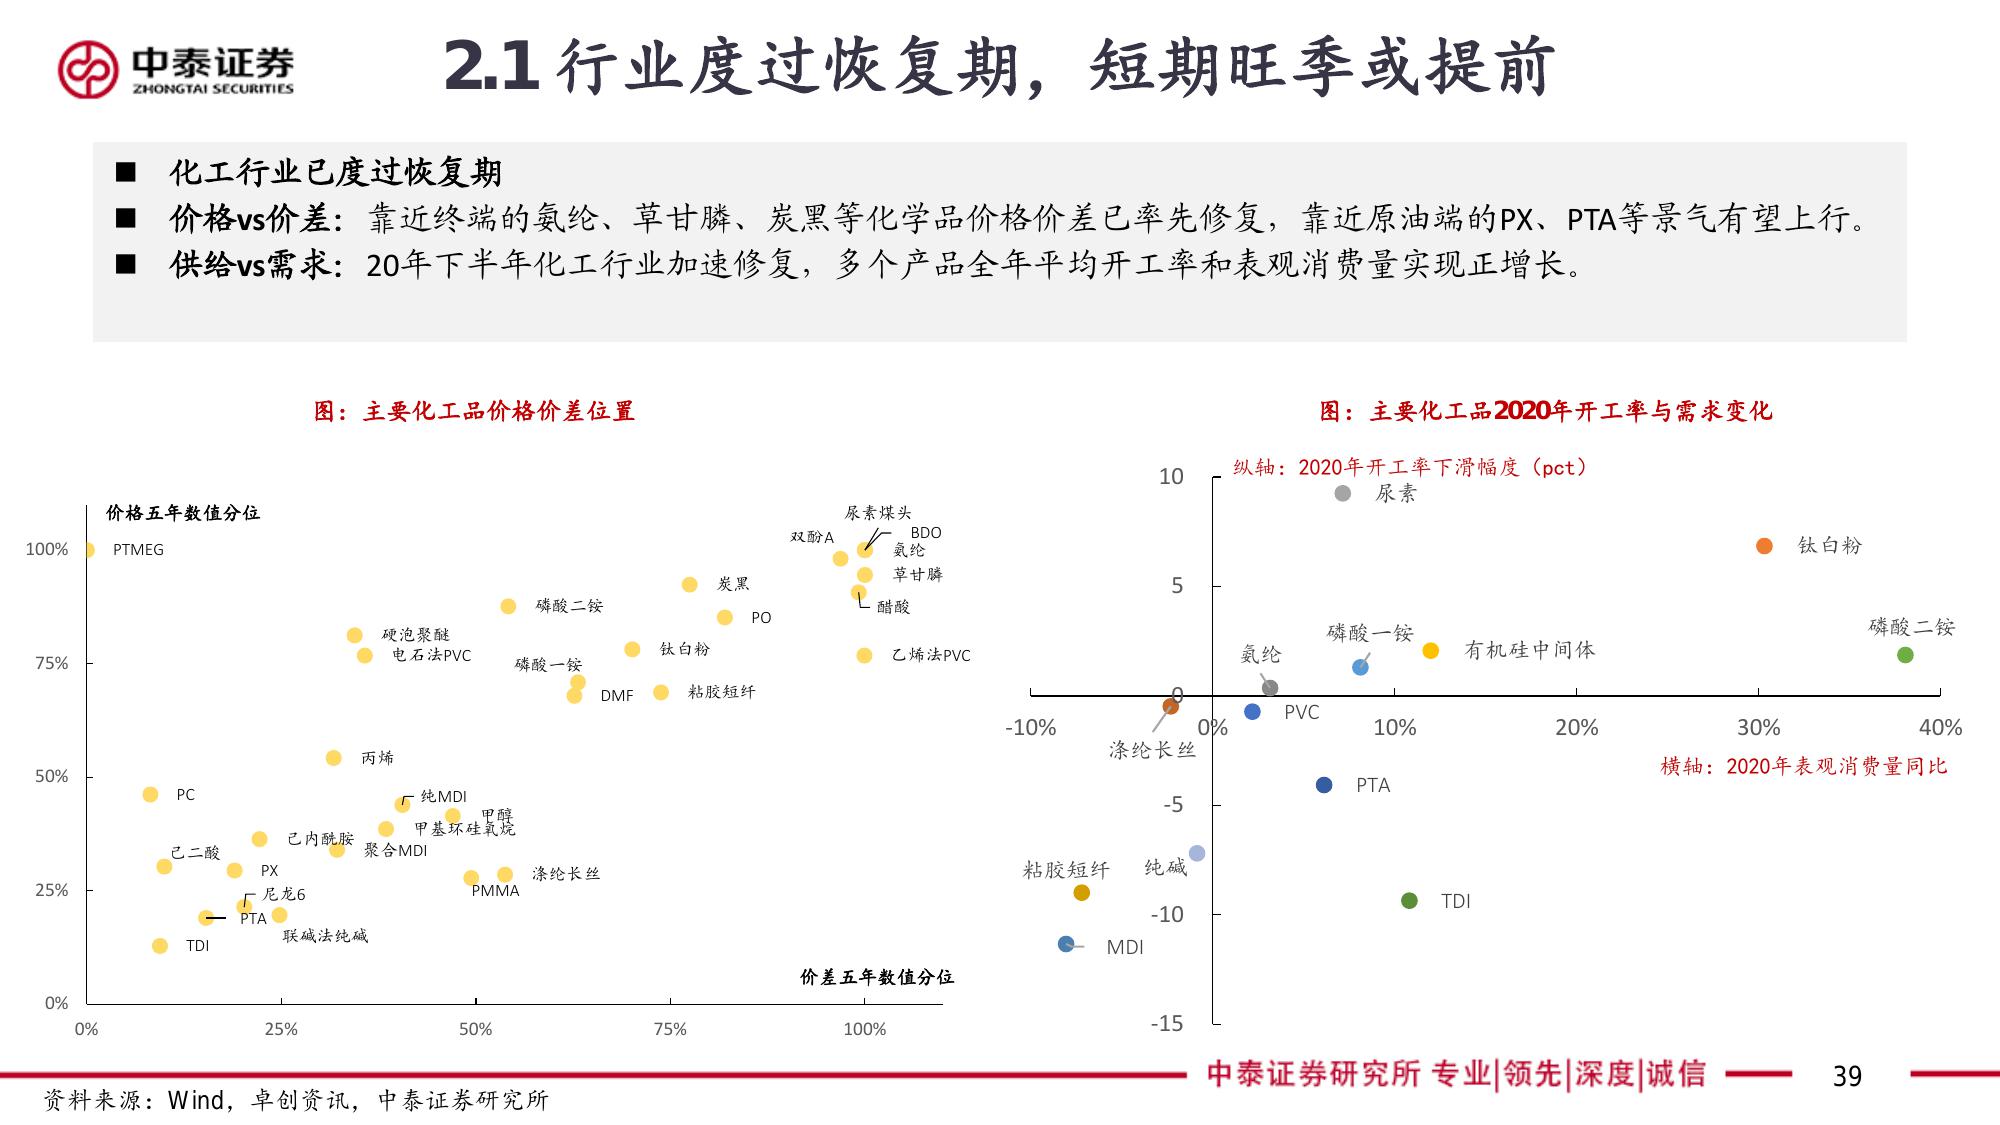 中泰证券
ZHONGTAI SECURITIES
2.1 行业度过恢复期，短期旺季或提前
■ 化工行业已度过恢复期
■ 价格vs价差：靠近终端的氨纶、草甘膦、炭黑等化学品价格价差已率先修复，靠近原油端的PX、PTA等景气有望上行。
■ 供给vs需求：20年下半年化工行业加速修复，多个产品全年平均开工率和表观消费量实现正增长。
图：主要化工品价格价差位置
价格五年数值分位
100%
75%
50%
25%
0%
PTMEG
尿素煤头
双酚A
BDO
氨纶
草甘膦
炭黑
醋酸
磷酸二铵
PO
硬泡聚醚
电石法PVC
钛白粉
乙烯法PVC
磷酸一铵
DMF
粘胶短纤
丙烯
PC
纯MDI
甲醇
甲基环硅氧烷
己内酰胺
聚合MDI
己二酸
PX
涤纶长丝
PMMA
尼龙6
PTA
联碱法纯碱
TDI
价差五年数值分位
0%
25%
50%
75%
100%
图：主要化工品2020年开工率与需求变化
纵轴：2020年开工率下滑幅度（pct）
10
5
0
-5
-10
-15
尿素
钛白粉
磷酸二铵
磷酸一铵
有机硅中间体
氨纶
PVC
-10%
0%
10%
20%
30%
40%
涤纶长丝
横轴：2020年表观消费量同比
PTA
粘胶短纤
纯碱
TDI
MDI
中泰证券研究所 专业|领先|深度|诚信
39
资料来源：Wind，卓创资讯，中泰证券研究所